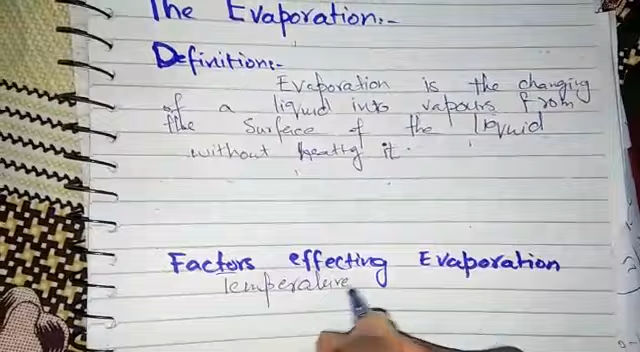 The Evaporation:-
Definition:-
Evaporation is the changing
of a liquid into vapours from
the surface of the liquid
without heatig it.
Factors effecting Evaporation
Temperature